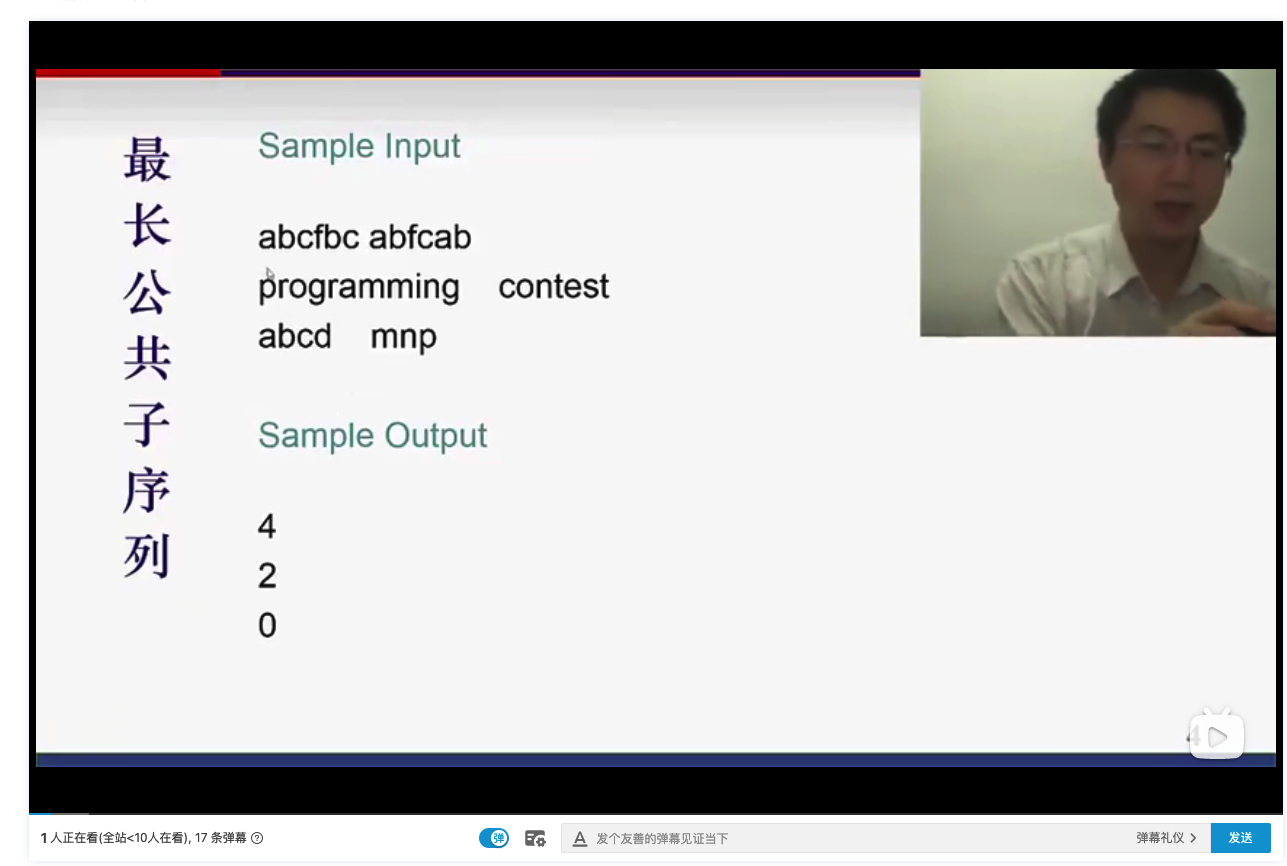 最
长
公
共
子
序
列
Sample Input
abcfbc abfcab
programming contest
abcd mnp
Sample Output
4
2
0
4
1人正在看(全站<10人在看), 17 条弹幕
弹
A 发个友善的弹幕见证当下
弹幕礼仪
发送